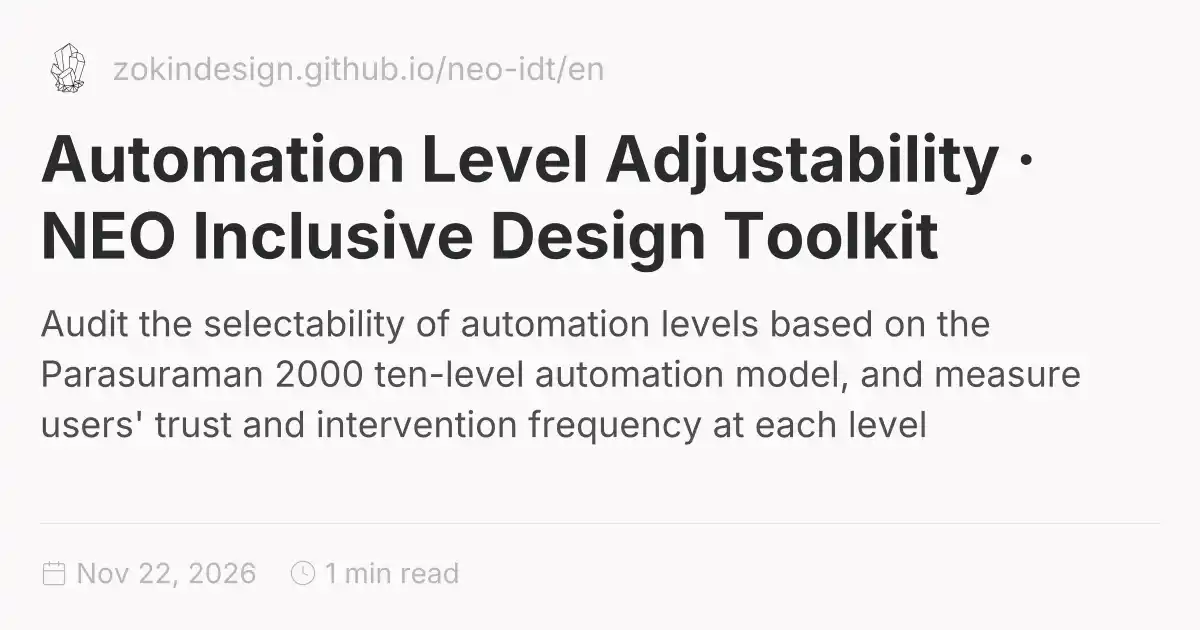 zokindesign.github.io/neo-idt/en
Automation Level Adjustability ·
NEO Inclusive Design Toolkit
Audit the selectability of automation levels based on the
Parasuraman 2000 ten-level automation model, and measure
users' trust and intervention frequency at each level
Nov 22, 2026 1 min read